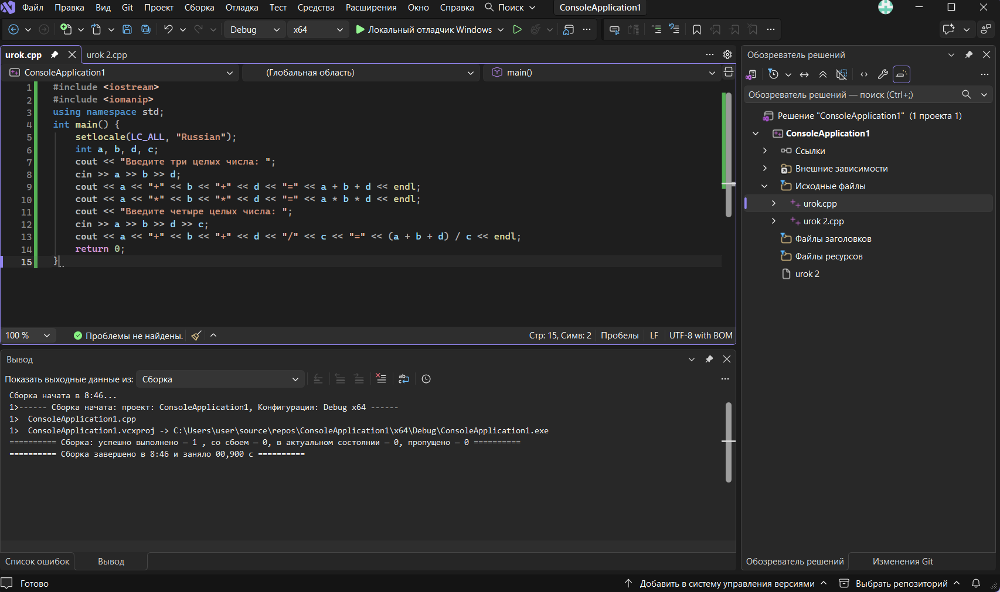 Файл Правка Вид Git Проект Сборка Отладка Тест Средства Расширения Окно Справка Поиск ConsoleApplication1
Debug x64 Локальный отладчик Windows
urok.cpp urok 2.cpp
ConsoleApplication1 (Глобальная область) main()
1 #include <iostream>
2 #include <iomanip>
3 using namespace std;
4 int main() {
5 setlocale(LC_ALL, "Russian");
6 int a, b, d, c;
7 cout << "Введите три целых числа: ";
8 cin >> a >> b >> d;
9 cout << a << "+" << b << "+" << d << "=" << a + b + d << endl;
10 cout << a << "*" << b << "*" << d << "=" << a * b * d << endl;
11 cout << "Введите четыре целых числа: ";
12 cin >> a >> b >> d >> c;
13 cout << a << "+" << b << "+" << d << "/" << c << "=" << (a + b + d) / c << endl;
14 return 0;
15 }
100 % Проблемы не найдены. Стр: 15, Симв: 2 Пробелы LF UTF-8 with BOM
Вывод
Показать выходные данные из: Сборка
Сборка начата в 8:46...
1>------ Сборка начата: проект: ConsoleApplication1, Конфигурация: Debug x64 ------
1> ConsoleApplication1.cpp
1> ConsoleApplication1.vcxproj -> C:\Users\user\source\repos\ConsoleApplication1\x64\Debug\ConsoleApplication1.exe
========== Сборка: успешно выполнено — 1 , со сбоем — 0, в актуальном состоянии — 0, пропущено — 0 ==========
========== Сборка завершено в 8:46 и заняло 00,900 с ==========
Список ошибок Вывод
Обозреватель решений
Обозреватель решений — поиск (Ctrl+;)
Решение "ConsoleApplication1" (1 проекта 1)
ConsoleApplication1
Ссылки
Внешние зависимости
Исходные файлы
urok.cpp
urok 2.cpp
Файлы заголовков
Файлы ресурсов
urok 2
Обозреватель решений Изменения Git
Готово Добавить в систему управления версиями Выбрать репозиторий